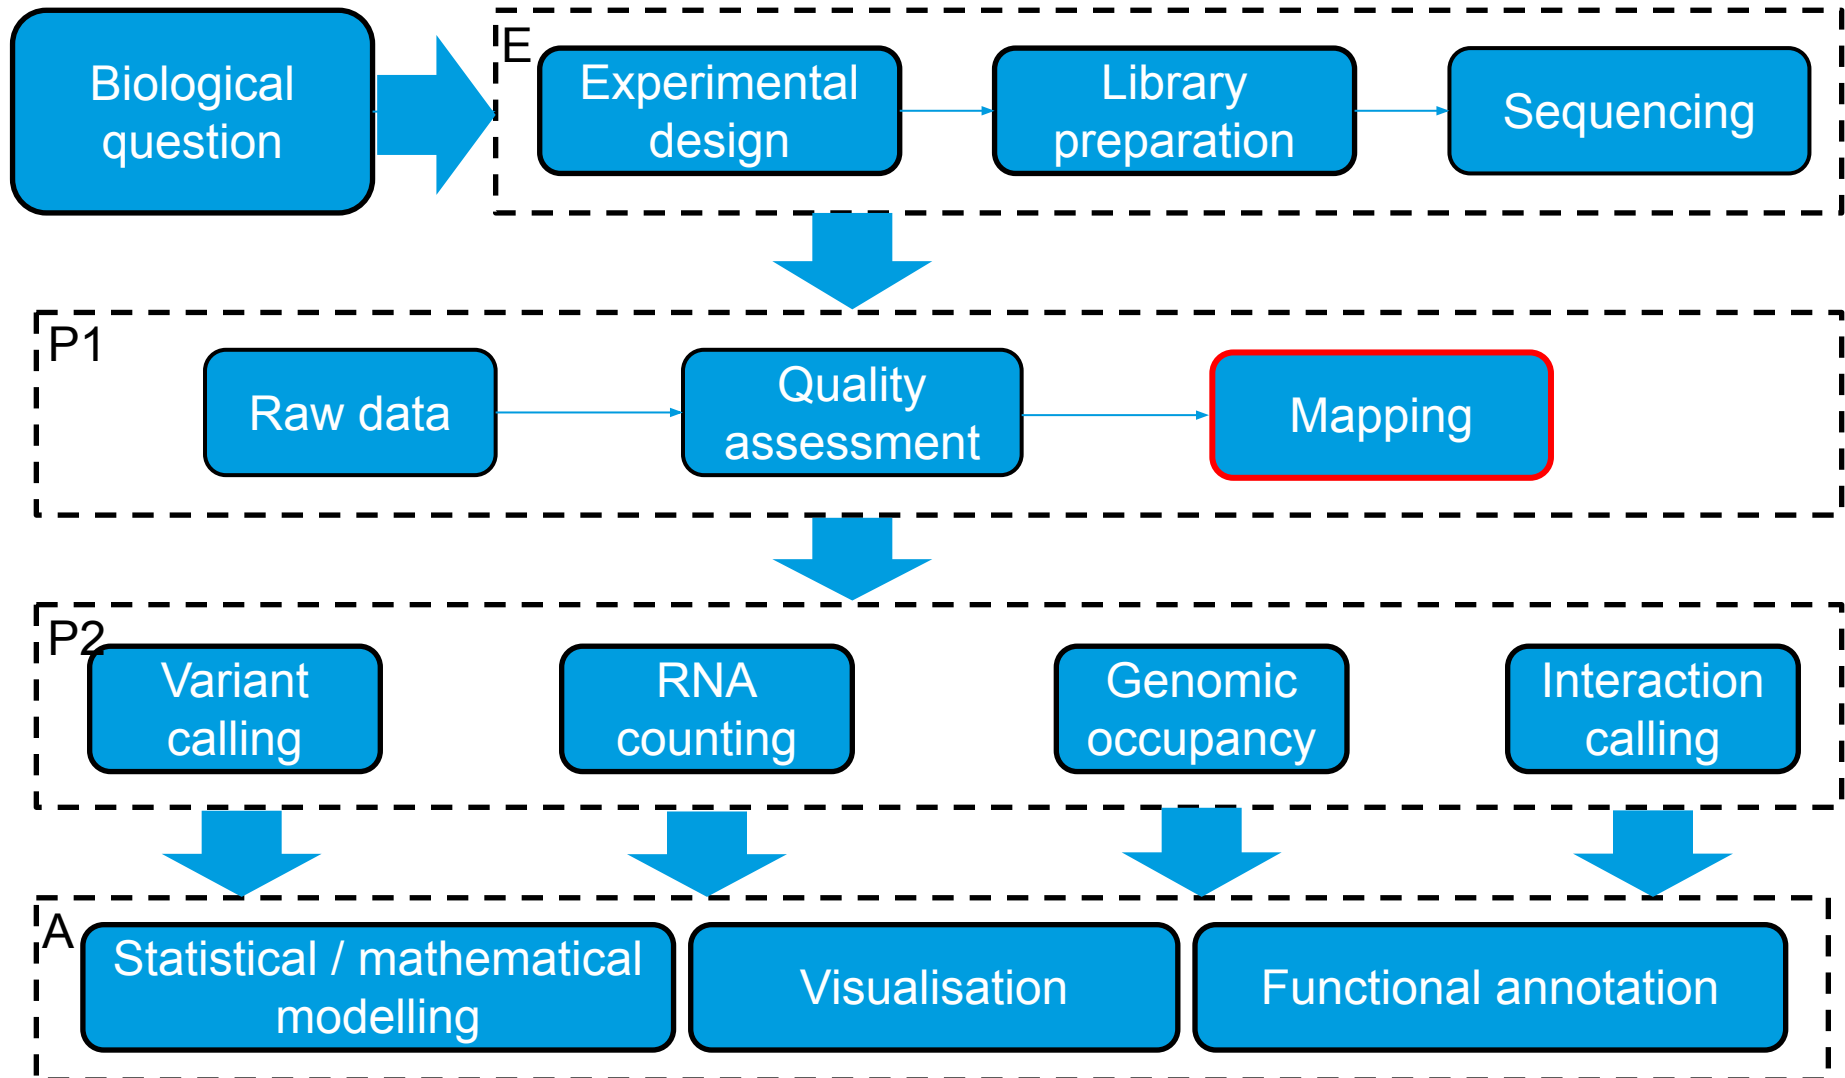 Biological
question
E
Experimental
design
Library
preparation
Sequencing
P1
Raw data
Quality
assessment
Mapping
P2
Variant
calling
RNA
counting
Genomic
occupancy
Interaction
calling
A
Statistical / mathematical
modelling
Visualisation
Functional annotation